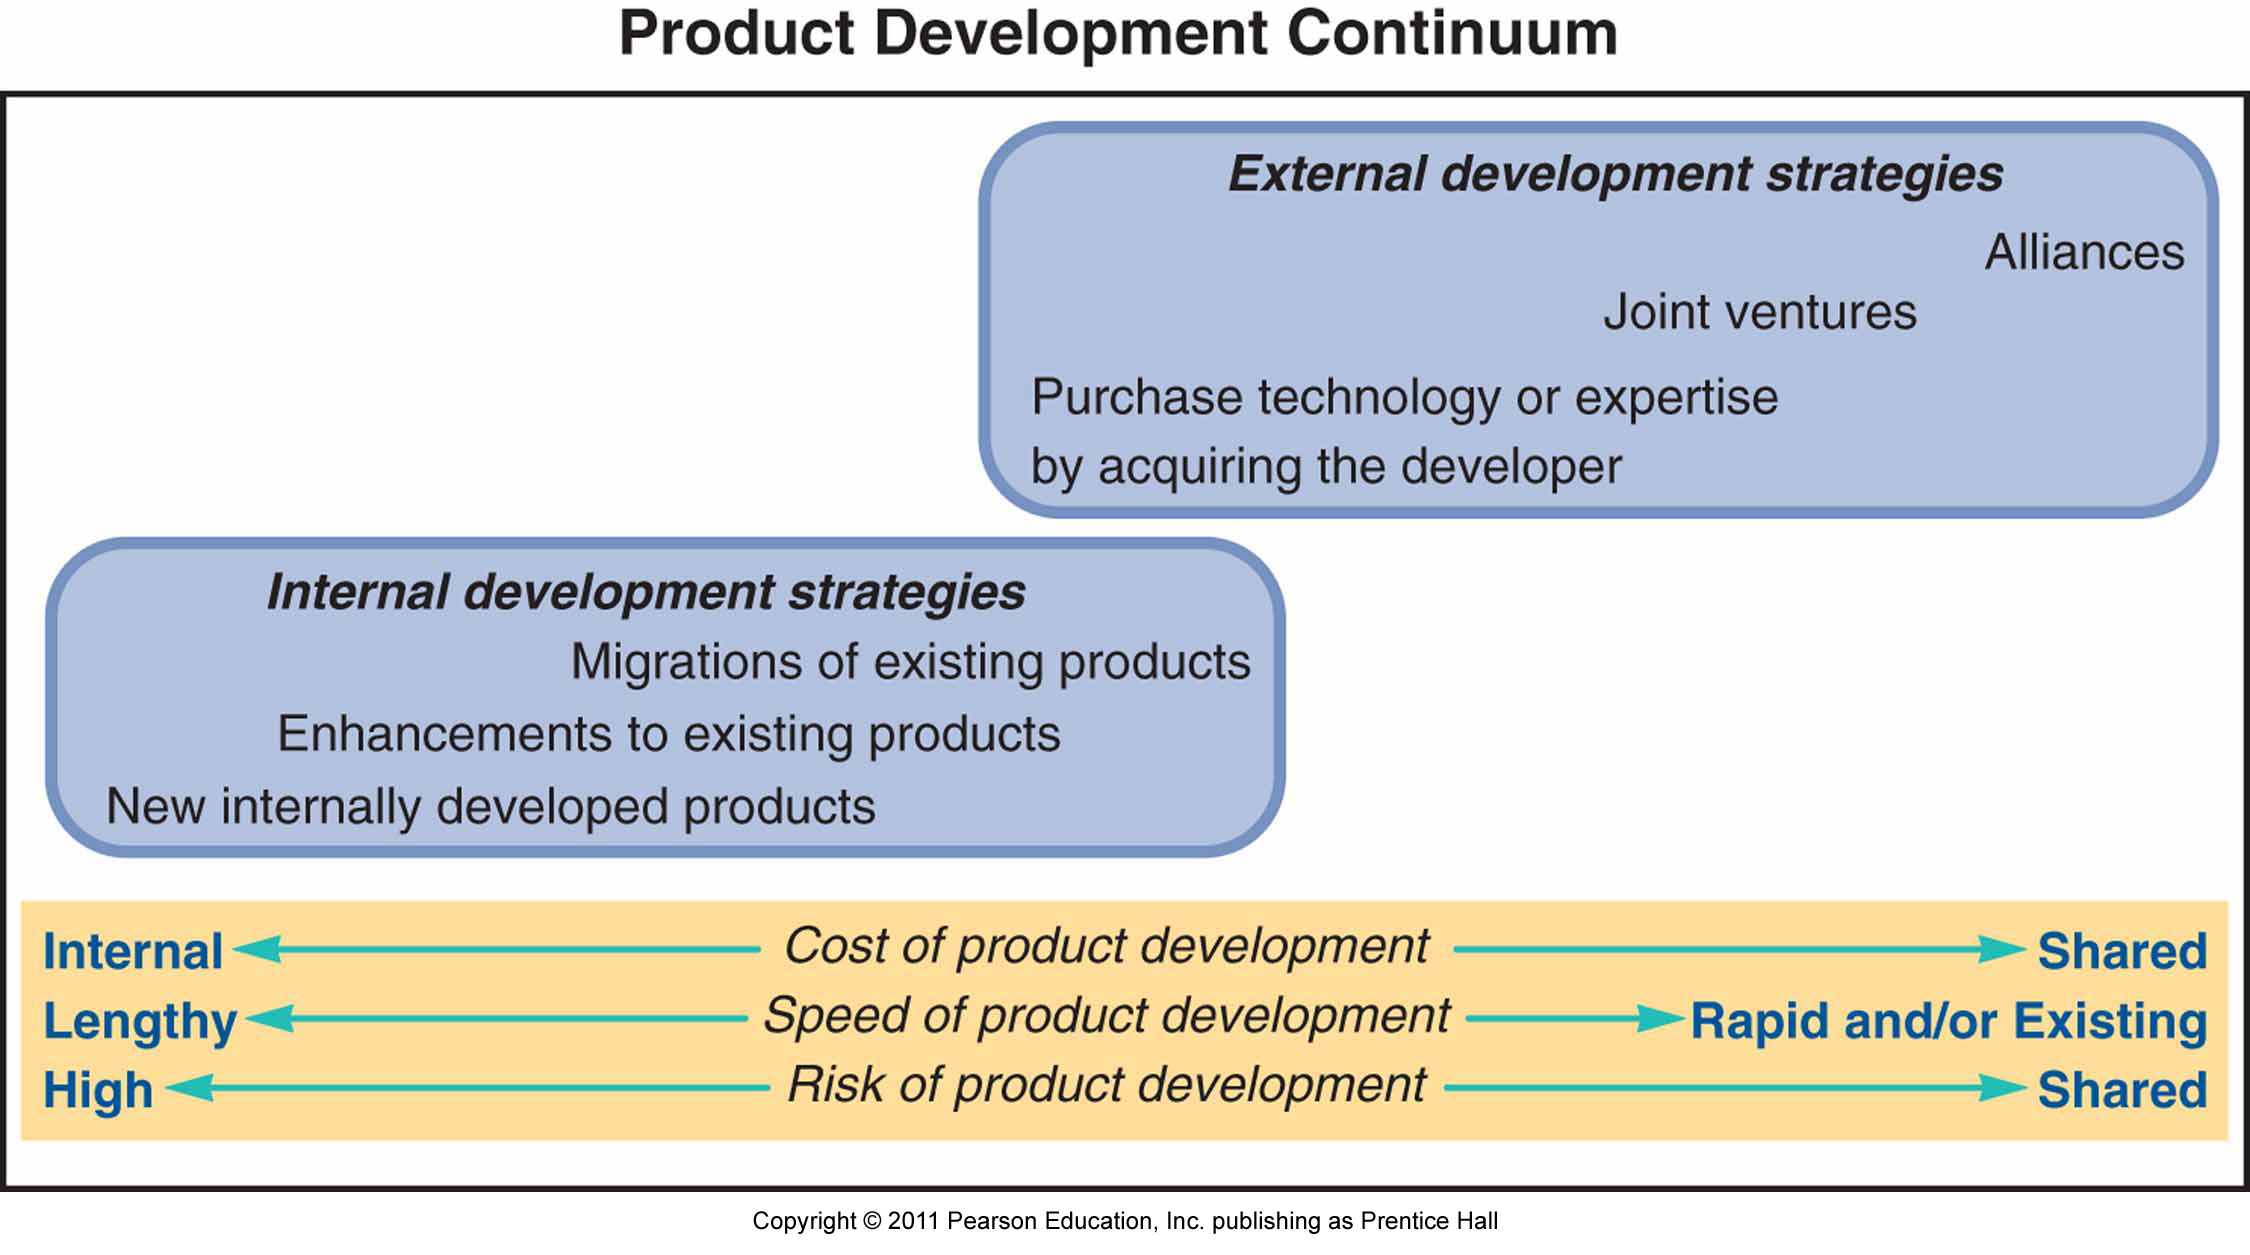 Product Development Continuum
External development strategies
Alliances
Joint ventures
Purchase technology or expertise
by acquiring the developer
Internal development strategies
Migrations of existing products
Enhancements to existing products
New internally developed products
Internal Cost of product development Shared
Lengthy Speed of product development Rapid and/or Existing
High Risk of product development Shared
Copyright © 2011 Pearson Education, Inc. publishing as Prentice Hall